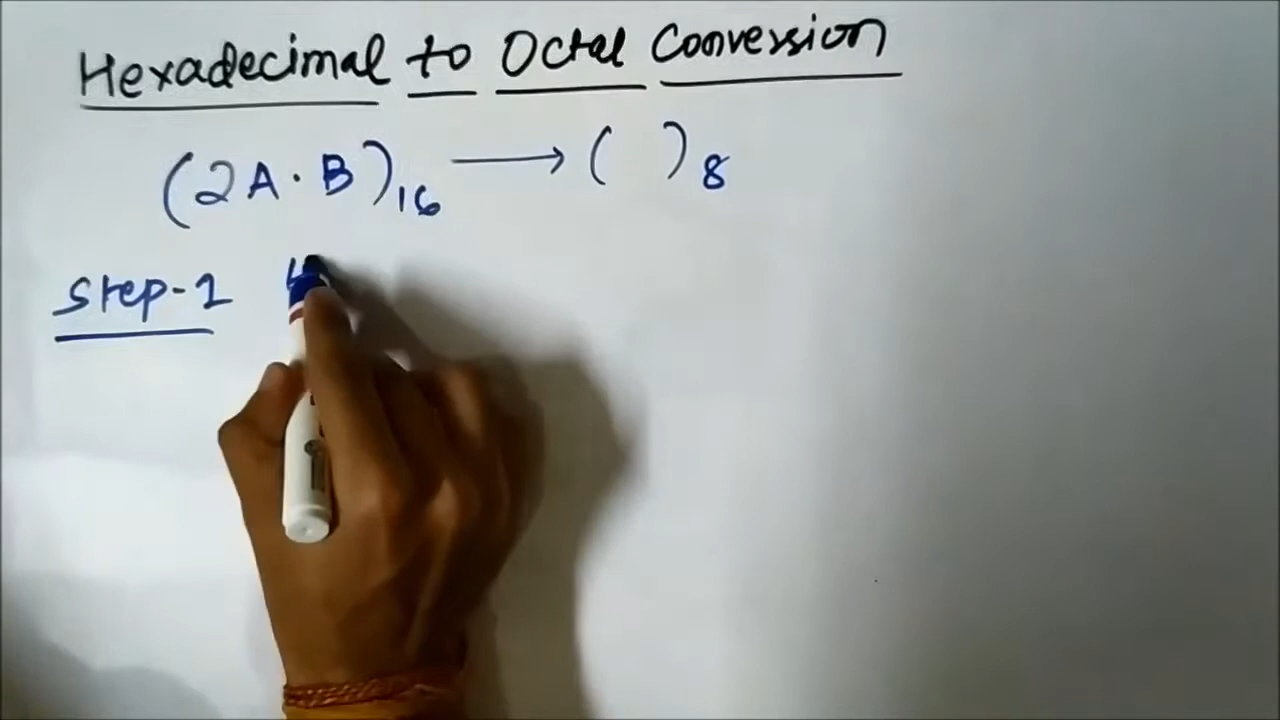 Hexadecimal to Octal Conversion
(2A.B)16 → ( )8
Step-1